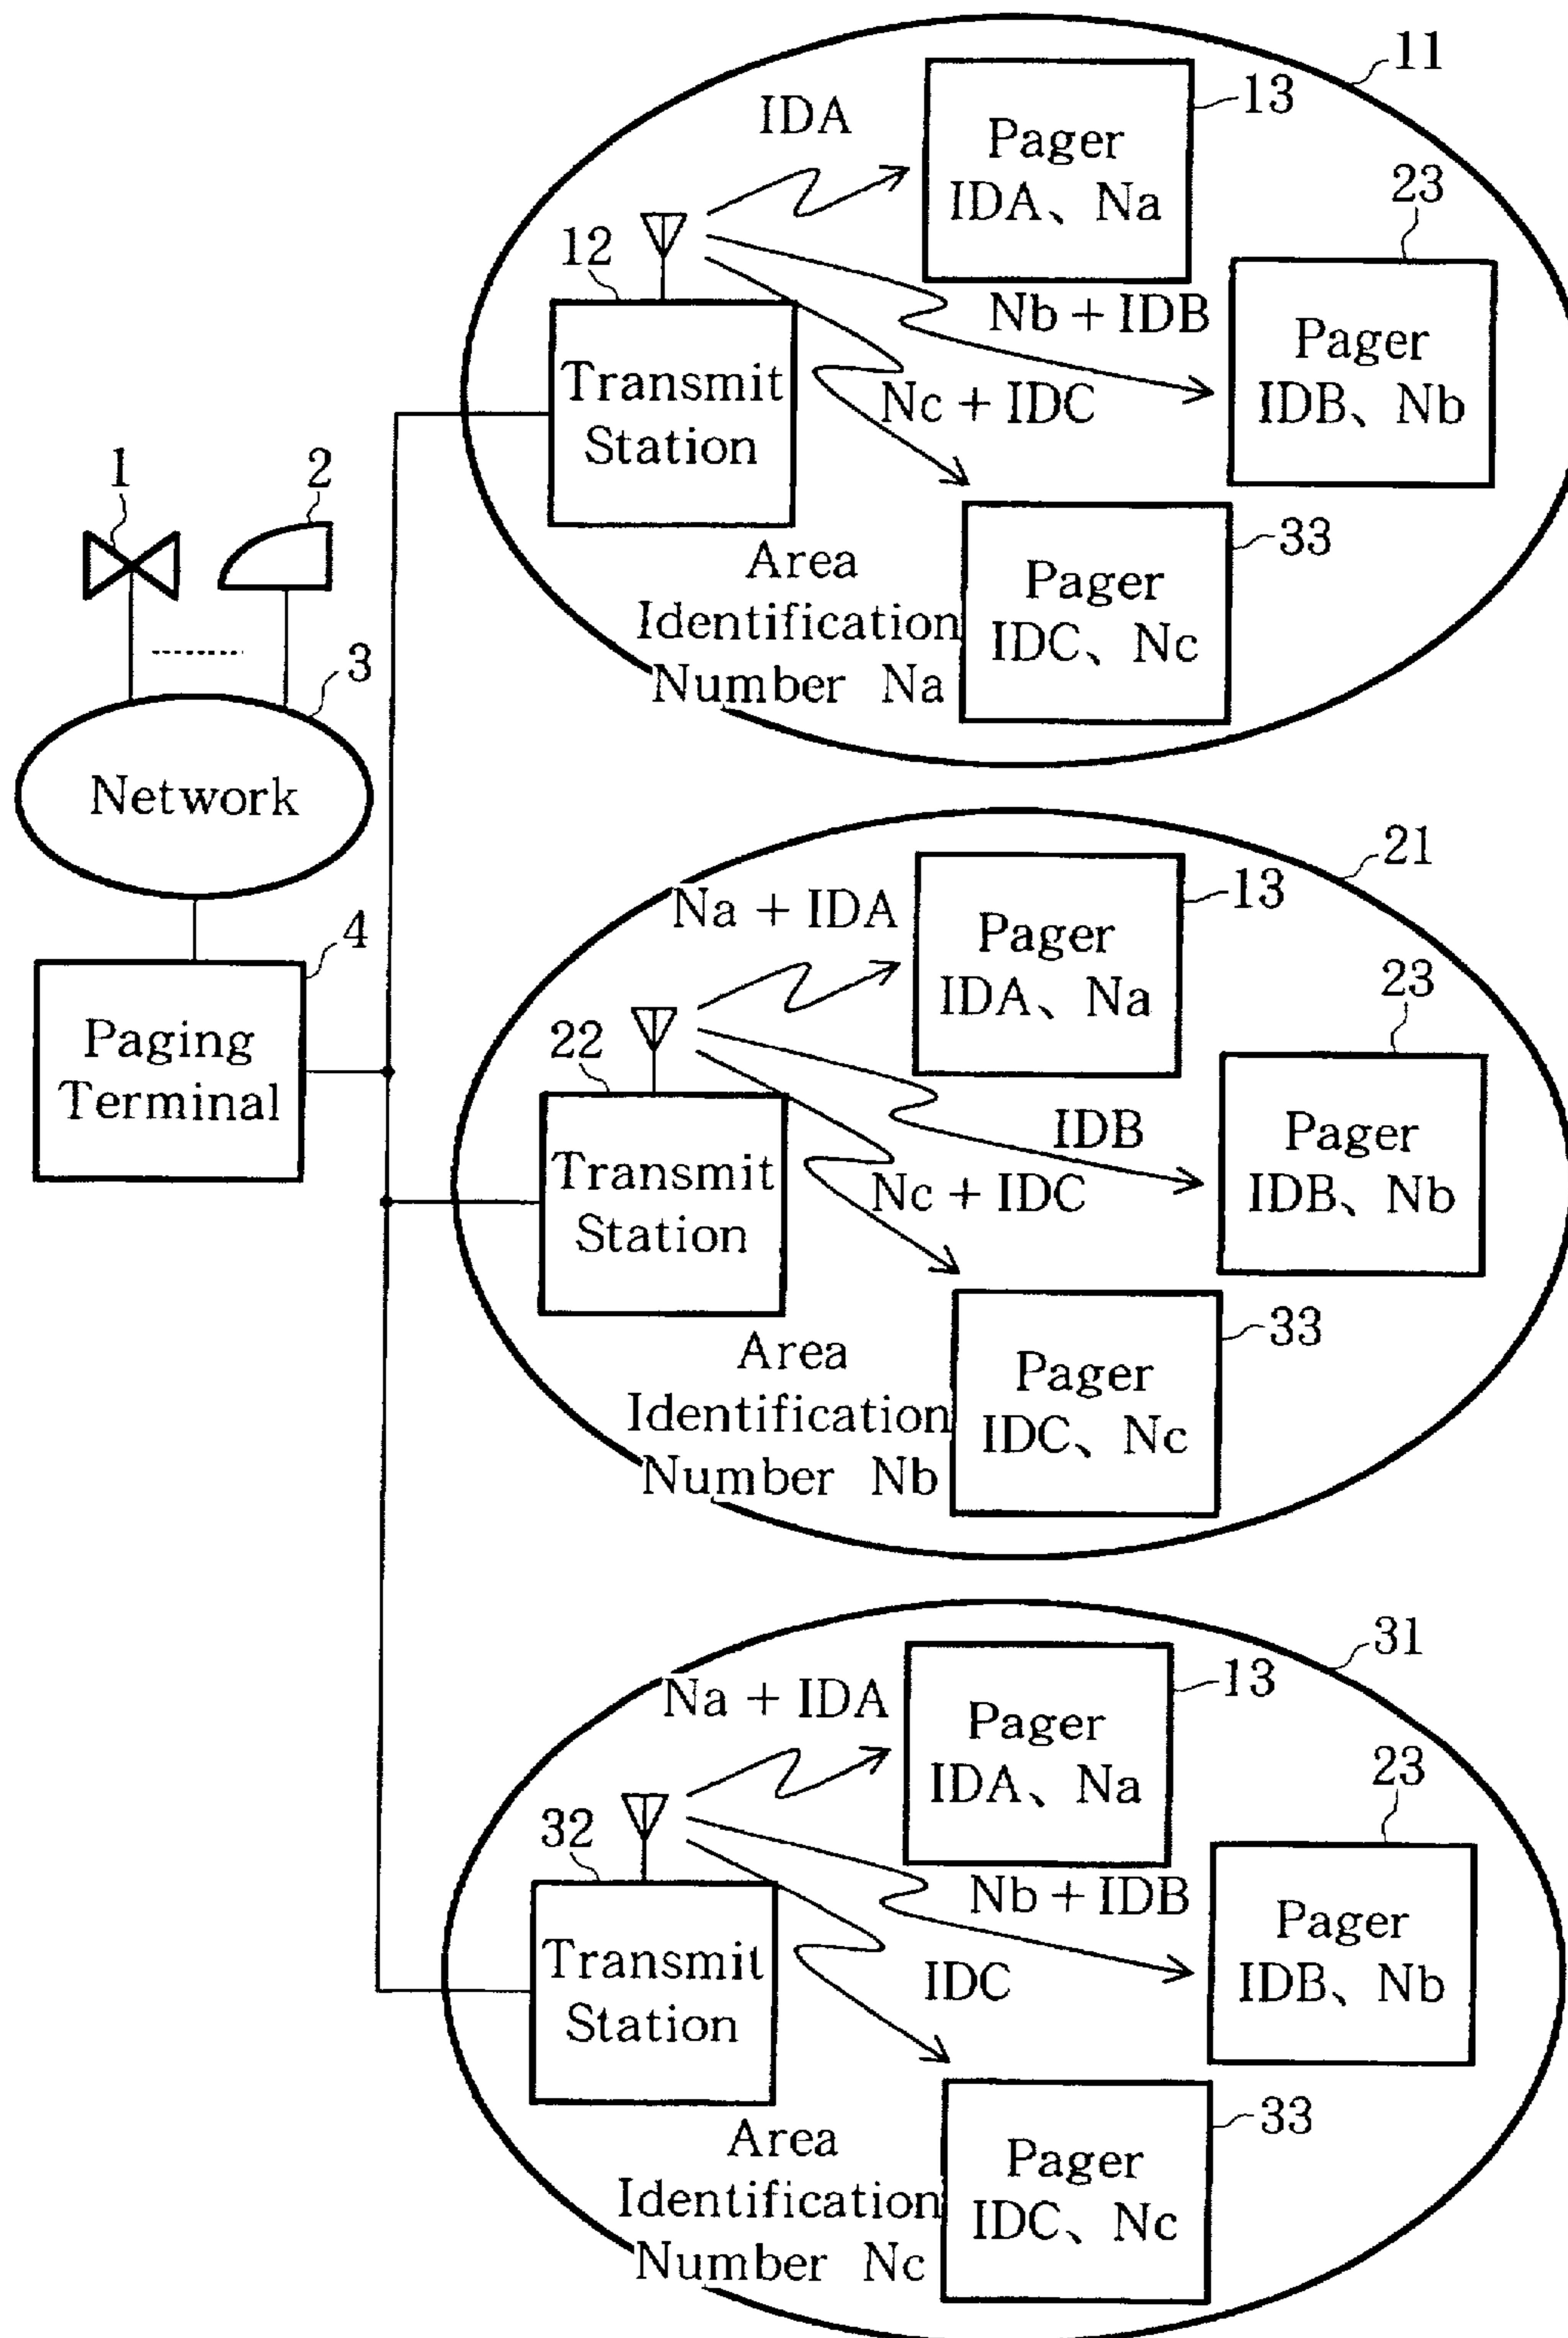 11
IDA
13
Pager
IDA、Na
23
12
Nb + IDB
Pager
IDB、Nb
Transmit
Station
Nc + IDC
1
2
33
Area
Identification
Number Na
Pager
IDC、Nc
3
Network
21
13
Na + IDA
Pager
IDA、Na
4
23
Paging
Terminal
22
IDB
Pager
IDB、Nb
Transmit
Station
Nc + IDC
33
Area
Identification
Number Nb
Pager
IDC、Nc
31
13
Na + IDA
Pager
IDA、Na
23
32
Nb + IDB
Pager
IDB、Nb
Transmit
Station
IDC
33
Area
Identification
Number Nc
Pager
IDC、Nc